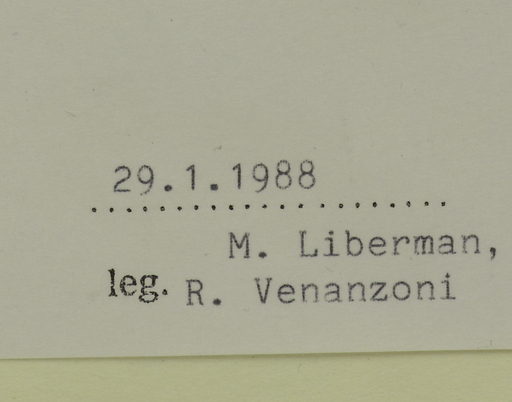 29.1.1988
M. Liberman,
leg. R. Venanzoni